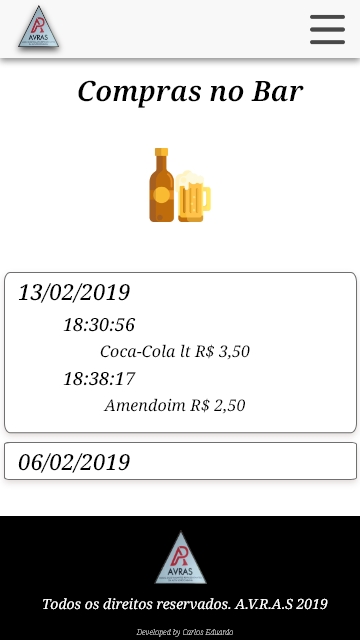 AVRAS
Compras no Bar
13/02/2019
18:30:56
Coca-Cola lt R$ 3,50
18:38:17
Amendoim R$ 2,50
06/02/2019
AVRAS
Todos os direitos reservados. A.V.R.A.S 2019
Developed by Carlos Eduardo